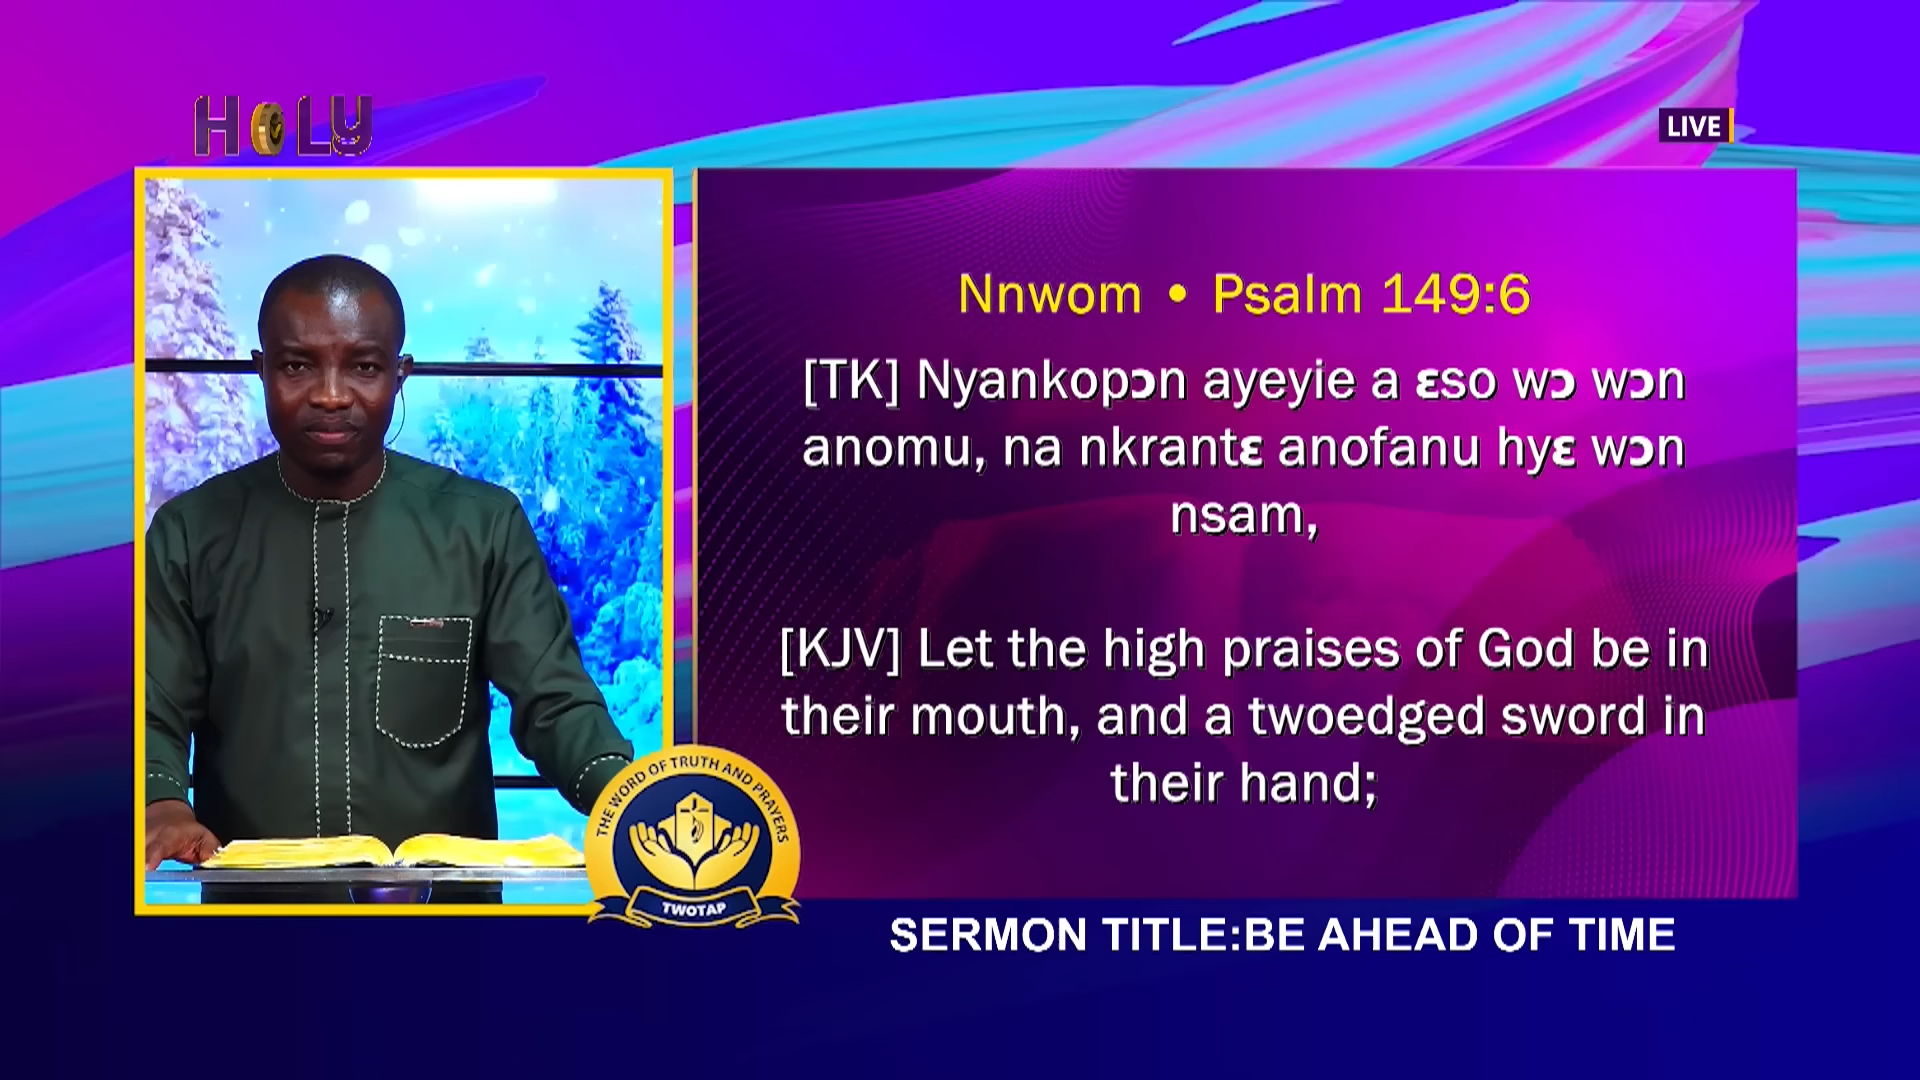 HOLY
LIVE
Nnwom • Psalm 149:6
[TK] Nyankopɔn ayeyie a ɛso wɔ wɔn
anomu, na nkrantɛ anofanu hyɛ wɔn
nsam,
[KJV] Let the high praises of God be in
their mouth, and a twoedged sword in
their hand;
THE WORD OF TRUTH AND PRAYERS
TWOTAP
SERMON TITLE:BE AHEAD OF TIME